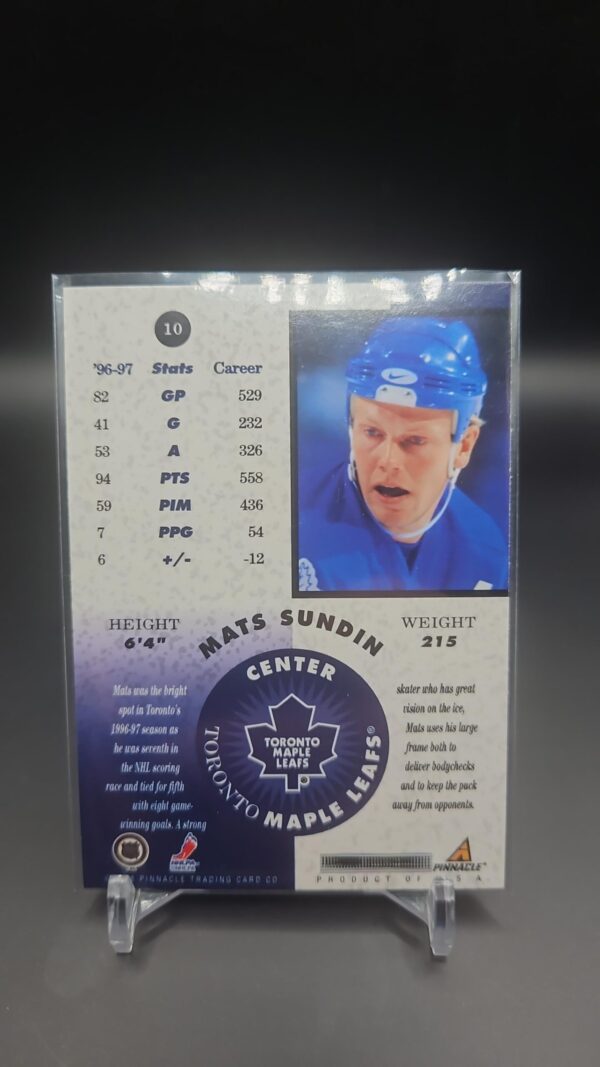 10
'96-97 Stats Career
82 GP 529
41 G 232
53 A 326
94 PTS 558
59 PIM 436
7 PPG 54
6 +/- -12
HEIGHT
6'4"
MATS SUNDIN
WEIGHT
215
CENTER
TORONTO MAPLE LEAFS®
TORONTO
MAPLE
LEAFS
Mats was the bright
spot in Toronto's
1996-97 season as
he was seventh in
the NHL scoring
race and tied for fifth
with eight game-
winning goals. A strong
skater who has great
vision on the ice,
Mats uses his large
frame both to
deliver bodychecks
and to keep the puck
away from opponents.
NHLPA
PINNACLE
PINNACLE TRADING CARD CO
PRODUCT OF U.S.A.